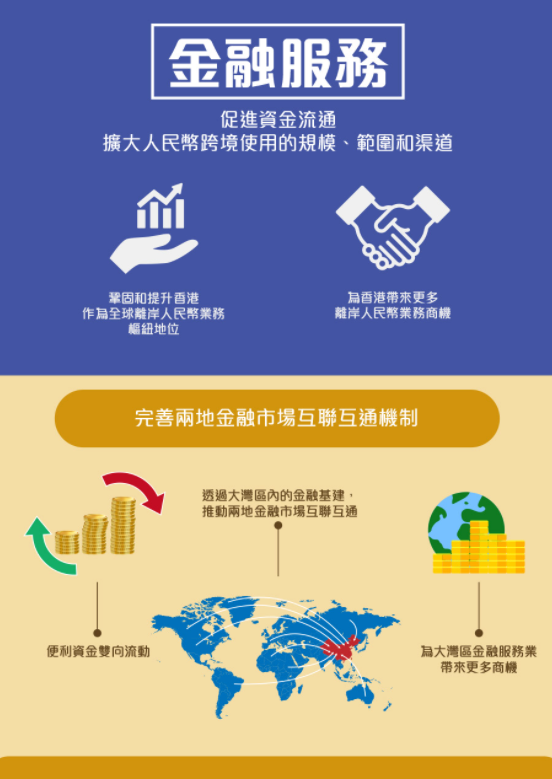 金融服務
促進資金流通
擴大人民幣跨境使用的規模、範圍和渠道
鞏固和提升香港
作為全球離岸人民幣業務
樞紐地位
為香港帶來更多
離岸人民幣業務商機
完善兩地金融市場互聯互通機制
透過大灣區內的金融基建，
推動兩地金融市場互聯互通
便利資金雙向流動
為大灣區金融服務業
帶來更多商機